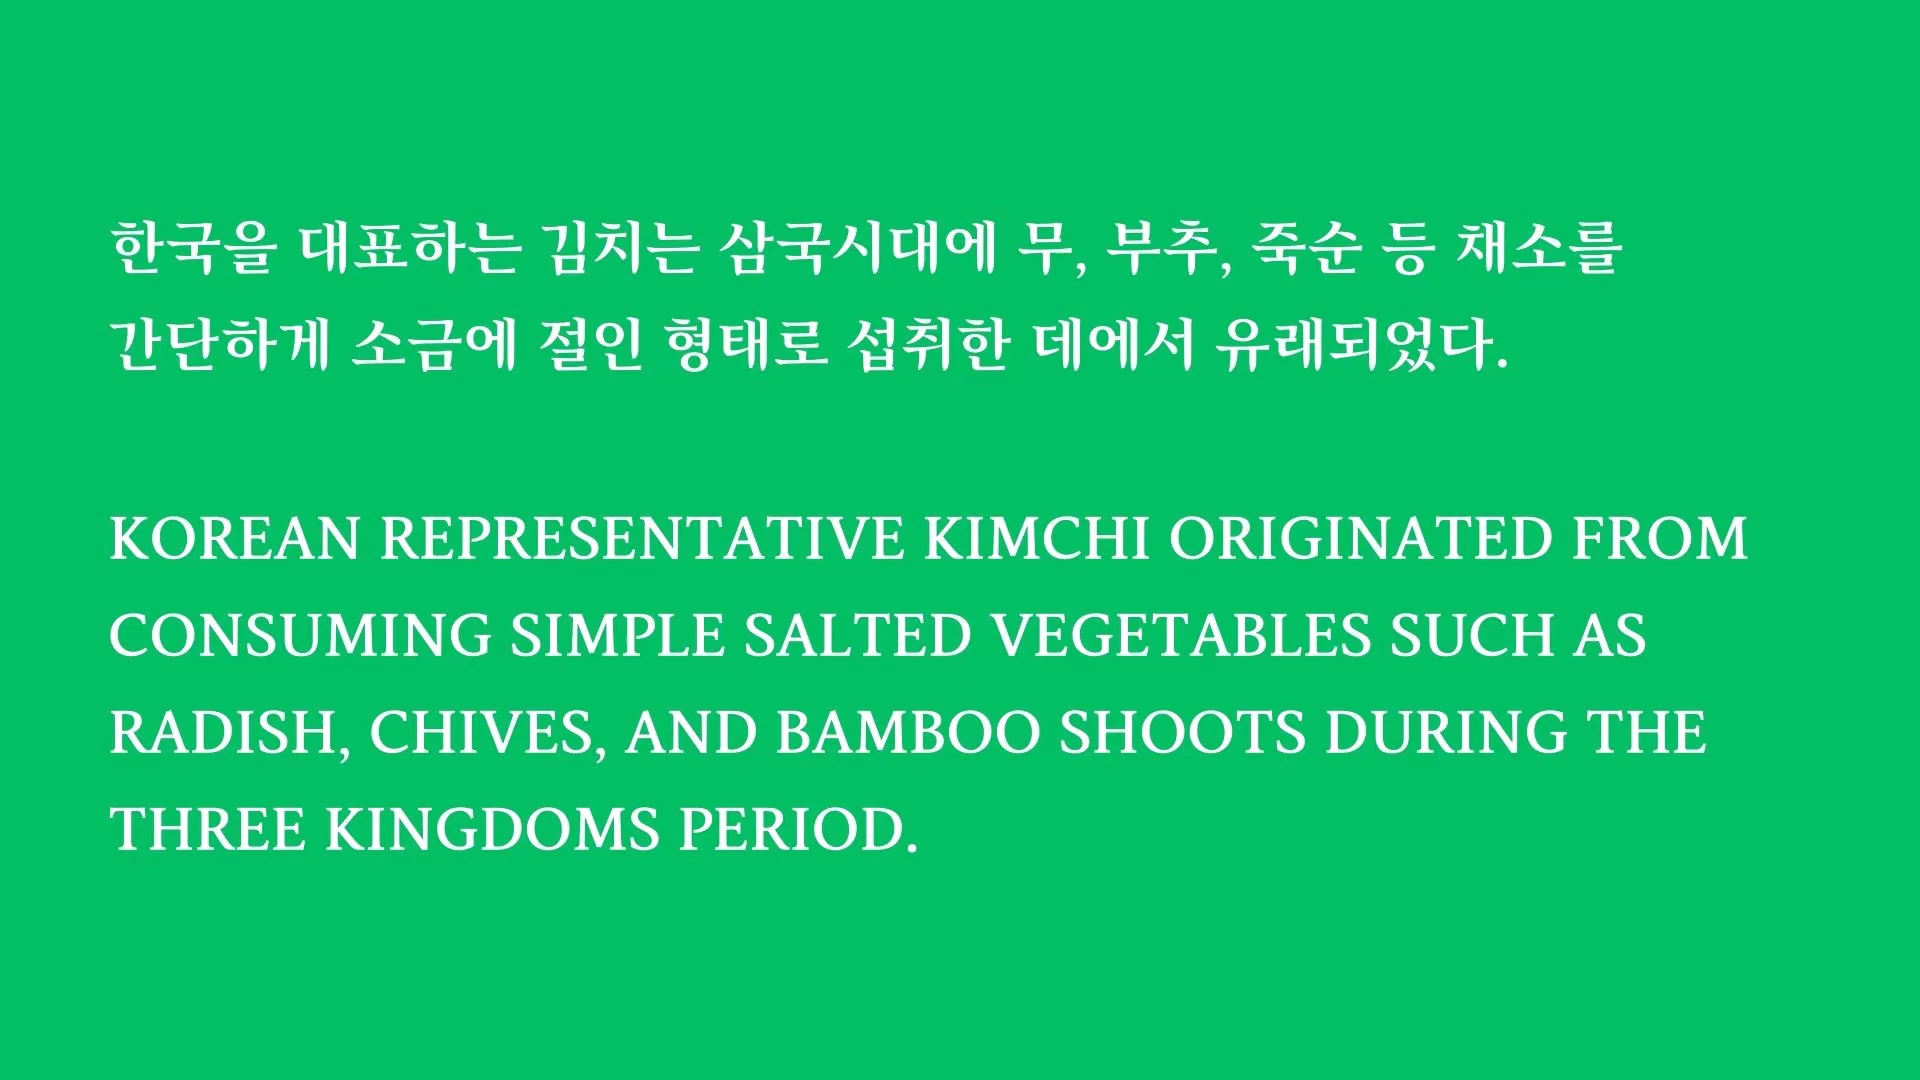 한국을 대표하는 김치는 삼국시대에 무, 부추, 죽순 등 채소를
간단하게 소금에 절인 형태로 섭취한 데에서 유래되었다.
KOREAN REPRESENTATIVE KIMCHI ORIGINATED FROM
CONSUMING SIMPLE SALTED VEGETABLES SUCH AS
RADISH, CHIVES, AND BAMBOO SHOOTS DURING THE
THREE KINGDOMS PERIOD.